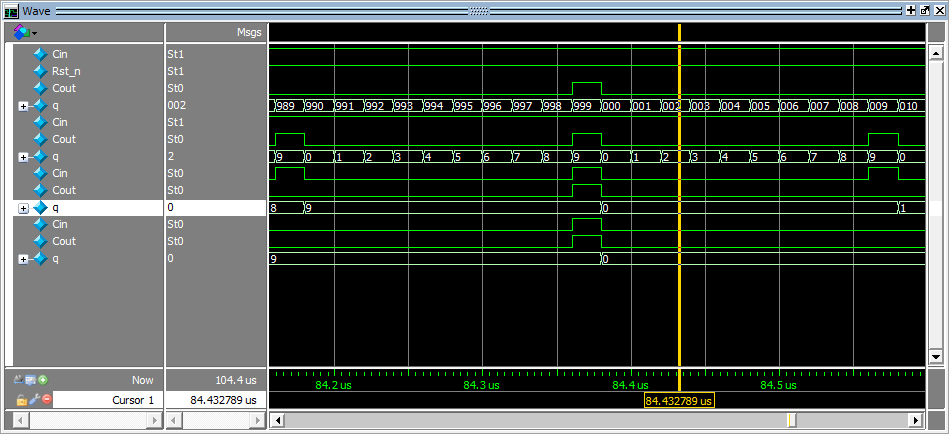 Wave
Msgs
Cin St1
Rst_n St1
Cout St0
q 002 989 990 991 992 993 994 995 996 997 998 999 000 001 002 003 004 005 006 007 008 009 010
Cin St1
Cout St0
q 2 9 0 1 2 3 4 5 6 7 8 9 0 1 2 3 4 5 6 7 8 9 0
Cin St0
Cout St0
q 0 8 9 0 1
Cin St0
Cout St0
q 0 9 0
Now 104.4 us 84.2 us 84.3 us 84.4 us 84.5 us
Cursor 1 84.432789 us 84.432789 us